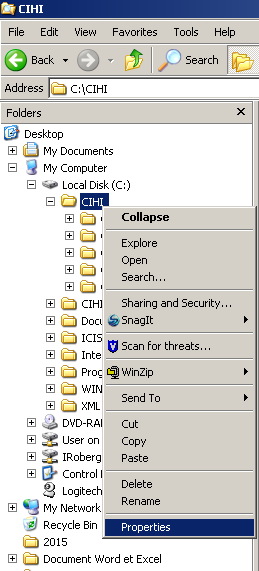 CIHI
File Edit View Favorites Tools Help
Back Search
Address C:\CIHI
Folders
Desktop
My Documents
My Computer
Local Disk (C:)
CIHI
Collapse
Explore
Open
Search...
CIHI
Sharing and Security...
Docu
SnagIt
ICIS
Inte
Scan for threats...
Prog
WinZip
WIN
XML
Send To
DVD-RA
Cut
User on
Copy
IRoberg
Paste
Control
Logitech
Delete
My Network
Rename
Recycle Bin
Properties
2015
Document Word et Excel